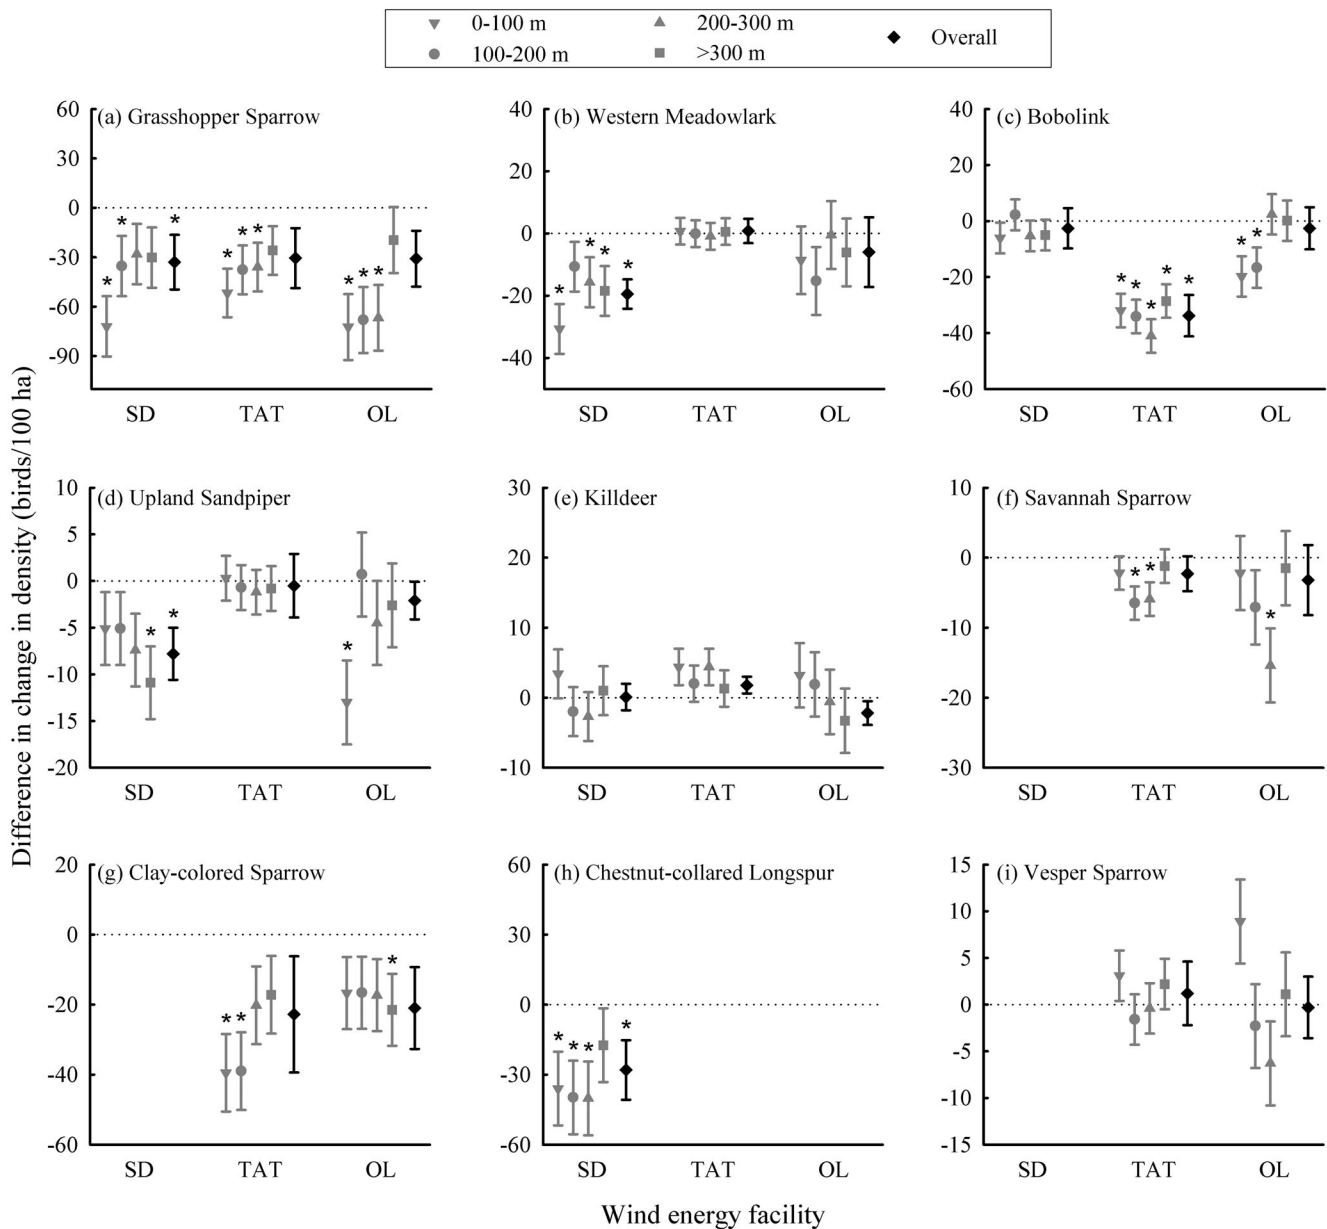 0-100 m 200-300 m Overall
100-200 m >300 m
Difference in change in density (birds/100 ha)
(a) Grasshopper Sparrow
60
30
0
-30
-60
-90
* * *
* * *
* * *
SD TAT OL
(b) Western Meadowlark
40
20
0
-20
-40
* * * *
SD TAT OL
(c) Bobolink
40
20
0
-20
-40
-60
* * * * *
* *
SD TAT OL
(d) Upland Sandpiper
10
5
0
-5
-10
-15
-20
* *
*
SD TAT OL
(e) Killdeer
30
20
10
0
-10
SD TAT OL
(f) Savannah Sparrow
10
0
-10
-20
-30
* *
*
SD TAT OL
(g) Clay-colored Sparrow
20
0
-20
-40
-60
* *
*
SD TAT OL
(h) Chestnut-collared Longspur
60
30
0
-30
-60
* * * *
SD TAT OL
(i) Vesper Sparrow
15
10
5
0
-5
-10
-15
SD TAT OL
Wind energy facility